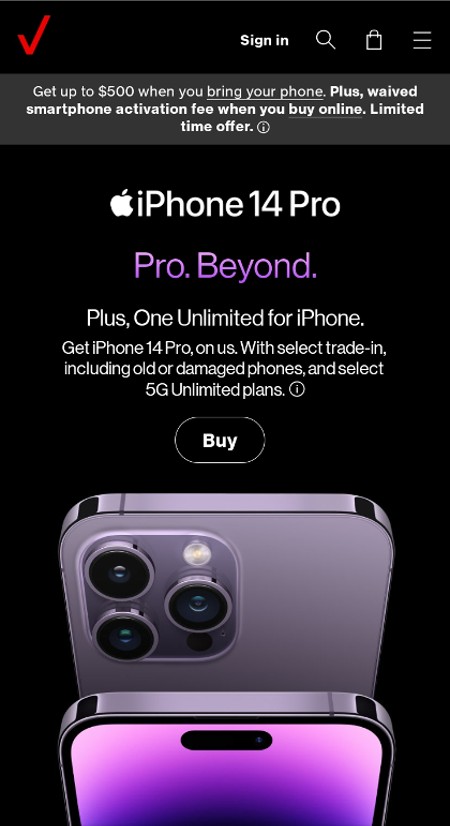 Sign in
Get up to $500 when you bring your phone. Plus, waived
smartphone activation fee when you buy online. Limited
time offer.
iPhone 14 Pro
Pro. Beyond.
Plus, One Unlimited for iPhone.
Get iPhone 14 Pro, on us. With select trade-in,
including old or damaged phones, and select
5G Unlimited plans.
Buy